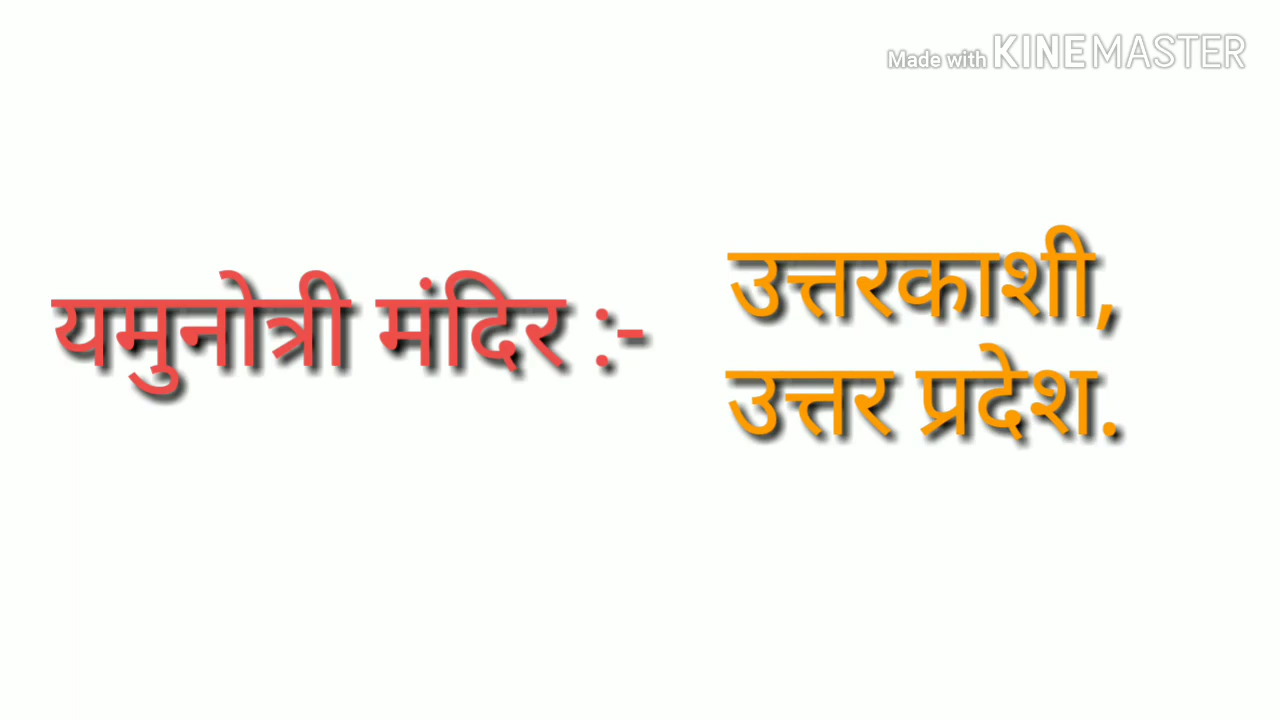 Made with KINEMASTER
यमुनोत्री मंदिर :-
उत्तरकाशी,
उत्तर प्रदेश.